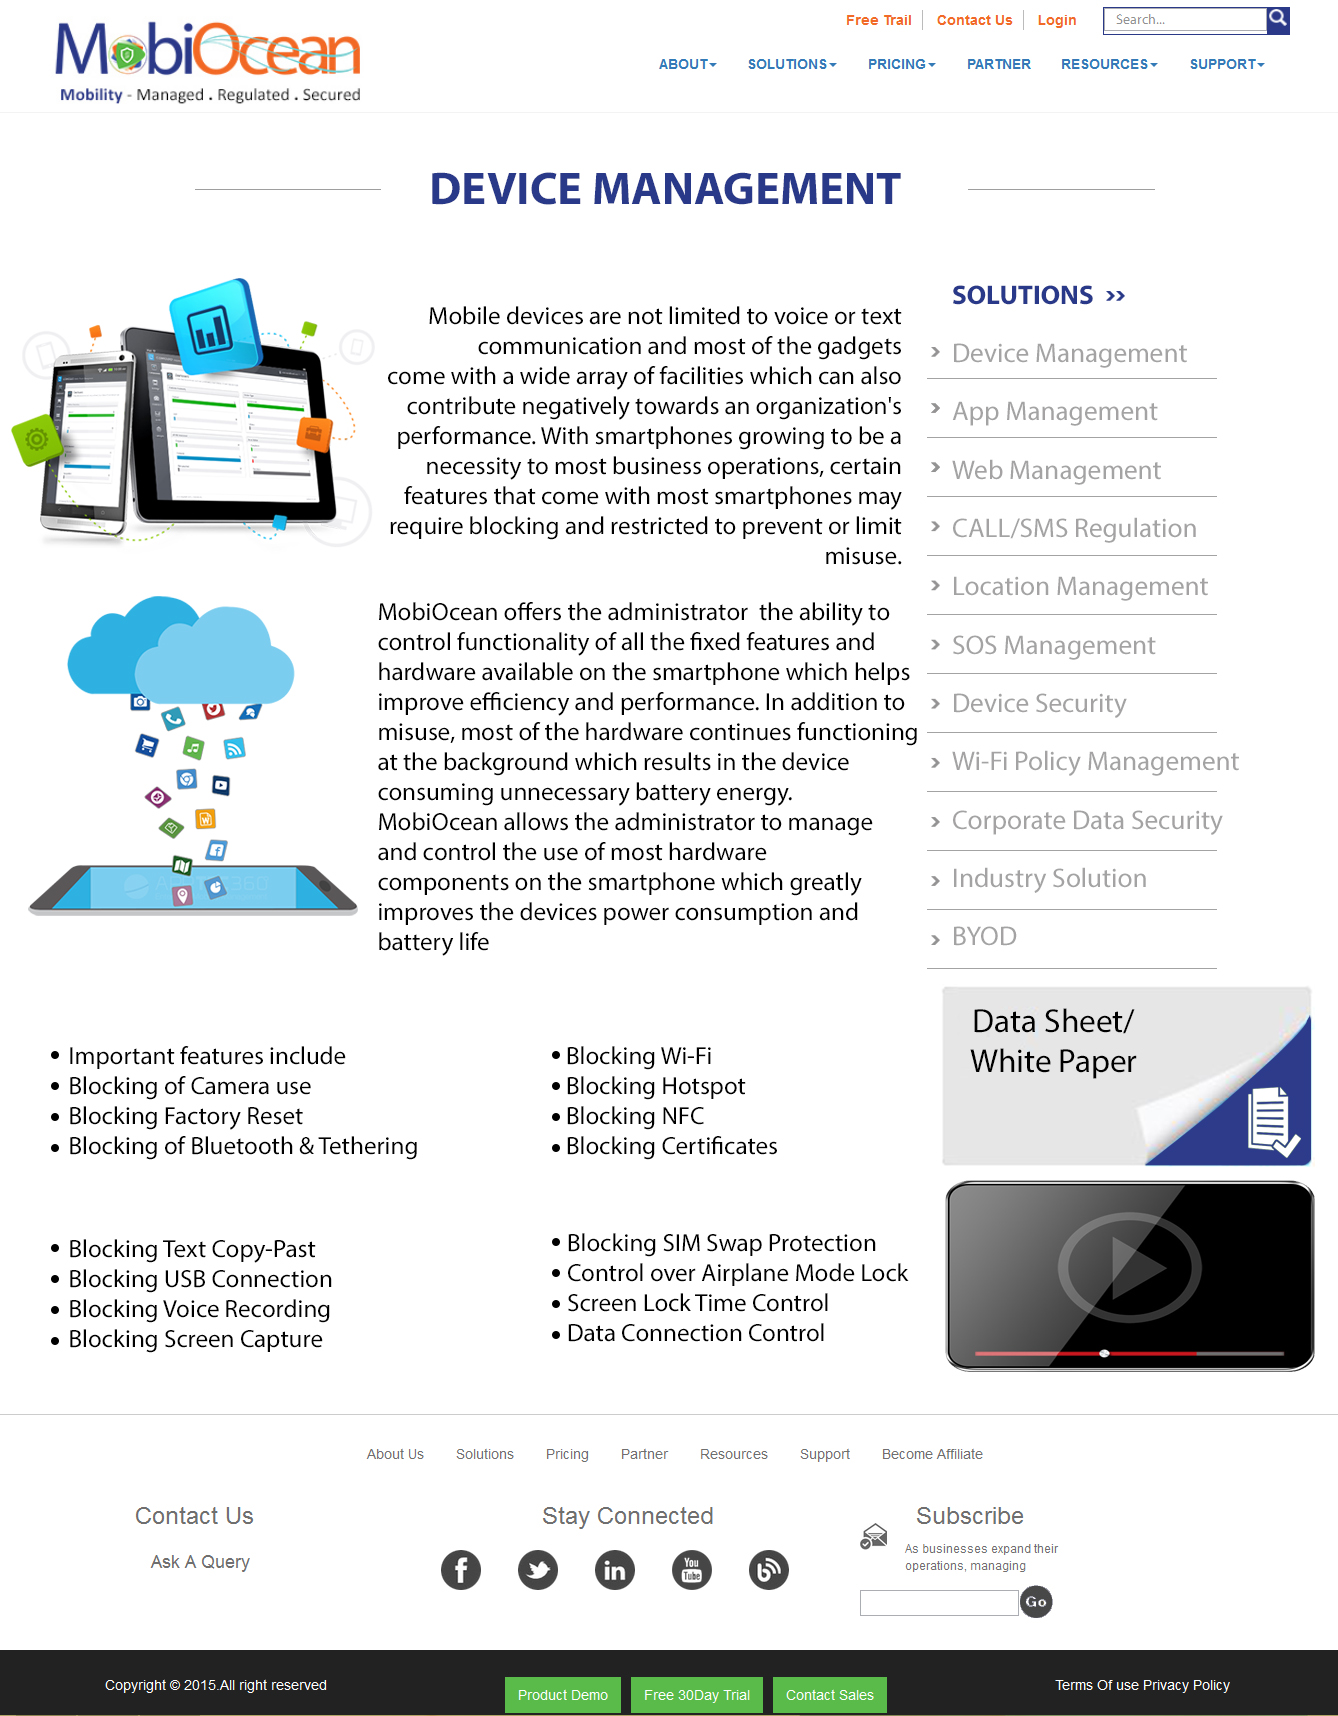 Free Trail
Contact Us
Login
Search...
MobiOcean
Mobility - Managed . Regulated . Secured
ABOUT
SOLUTIONS
PRICING
PARTNER
RESOURCES
SUPPORT
DEVICE MANAGEMENT
Mobile devices are not limited to voice or text
communication and most of the gadgets
come with a wide array of facilities which can also
contribute negatively towards an organization's
performance. With smartphones growing to be a
necessity to most business operations, certain
features that come with most smartphones may
require blocking and restricted to prevent or limit
misuse.
MobiOcean offers the administrator the ability to
control functionality of all the fixed features and
hardware available on the smartphone which helps
improve efficiency and performance. In addition to
misuse, most of the hardware continues functioning
at the background which results in the device
consuming unnecessary battery energy.
MobiOcean allows the administrator to manage
and control the use of most hardware
components on the smartphone which greatly
improves the devices power consumption and
battery life
• Important features include
• Blocking of Camera use
• Blocking Factory Reset
• Blocking of Bluetooth & Tethering
• Blocking Wi-Fi
• Blocking Hotspot
• Blocking NFC
• Blocking Certificates
• Blocking Text Copy-Past
• Blocking USB Connection
• Blocking Voice Recording
• Blocking Screen Capture
• Blocking SIM Swap Protection
• Control over Airplane Mode Lock
• Screen Lock Time Control
• Data Connection Control
SOLUTIONS >>
> Device Management
> App Management
> Web Management
> CALL/SMS Regulation
> Location Management
> SOS Management
> Device Security
> Wi-Fi Policy Management
> Corporate Data Security
> Industry Solution
> BYOD
Data Sheet/
White Paper
About Us
Solutions
Pricing
Partner
Resources
Support
Become Affiliate
Contact Us
Ask A Query
Stay Connected
You
Tube
Subscribe
As businesses expand their
operations, managing
Go
Copyright © 2015.All right reserved
Product Demo
Free 30Day Trial
Contact Sales
Terms Of use Privacy Policy